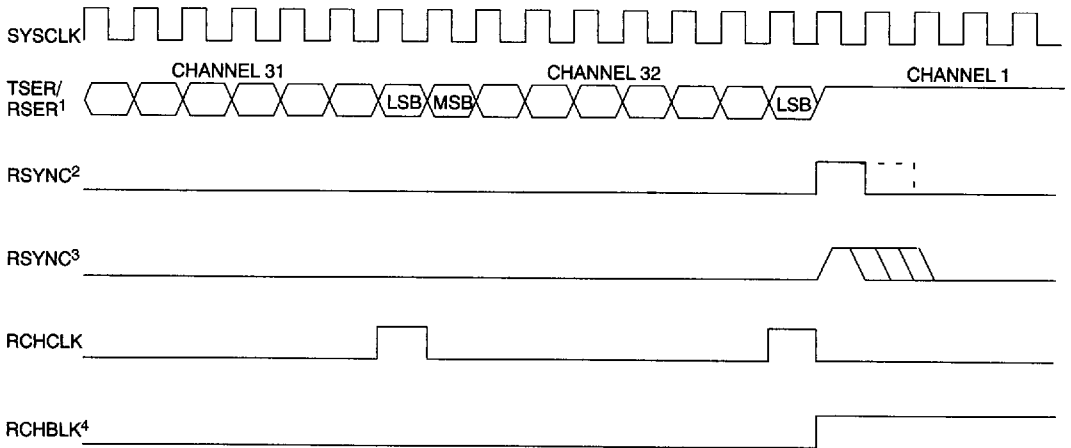 SYSCLK
CHANNEL 31 CHANNEL 32 CHANNEL 1
TSER/
RSER¹ LSB MSB LSB
RSYNC²
RSYNC³
RCHCLK
RCHBLK⁴